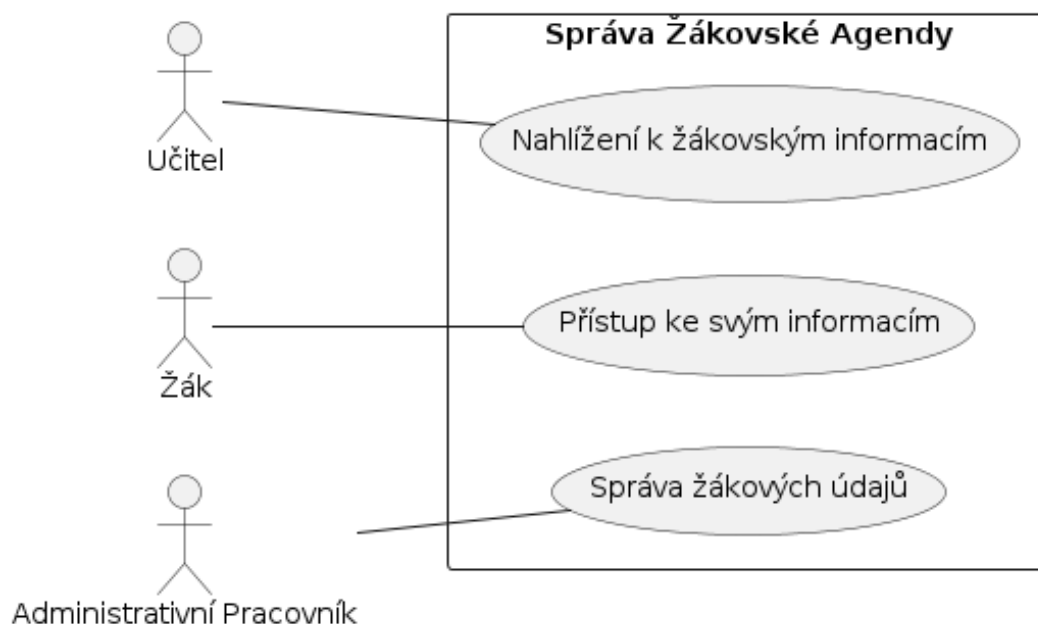 Správa Žákovské Agendy
Učitel
Nahlížení k žákovským informacím
Žák
Přístup ke svým informacím
Administrativní Pracovník
Správa žákových údajů